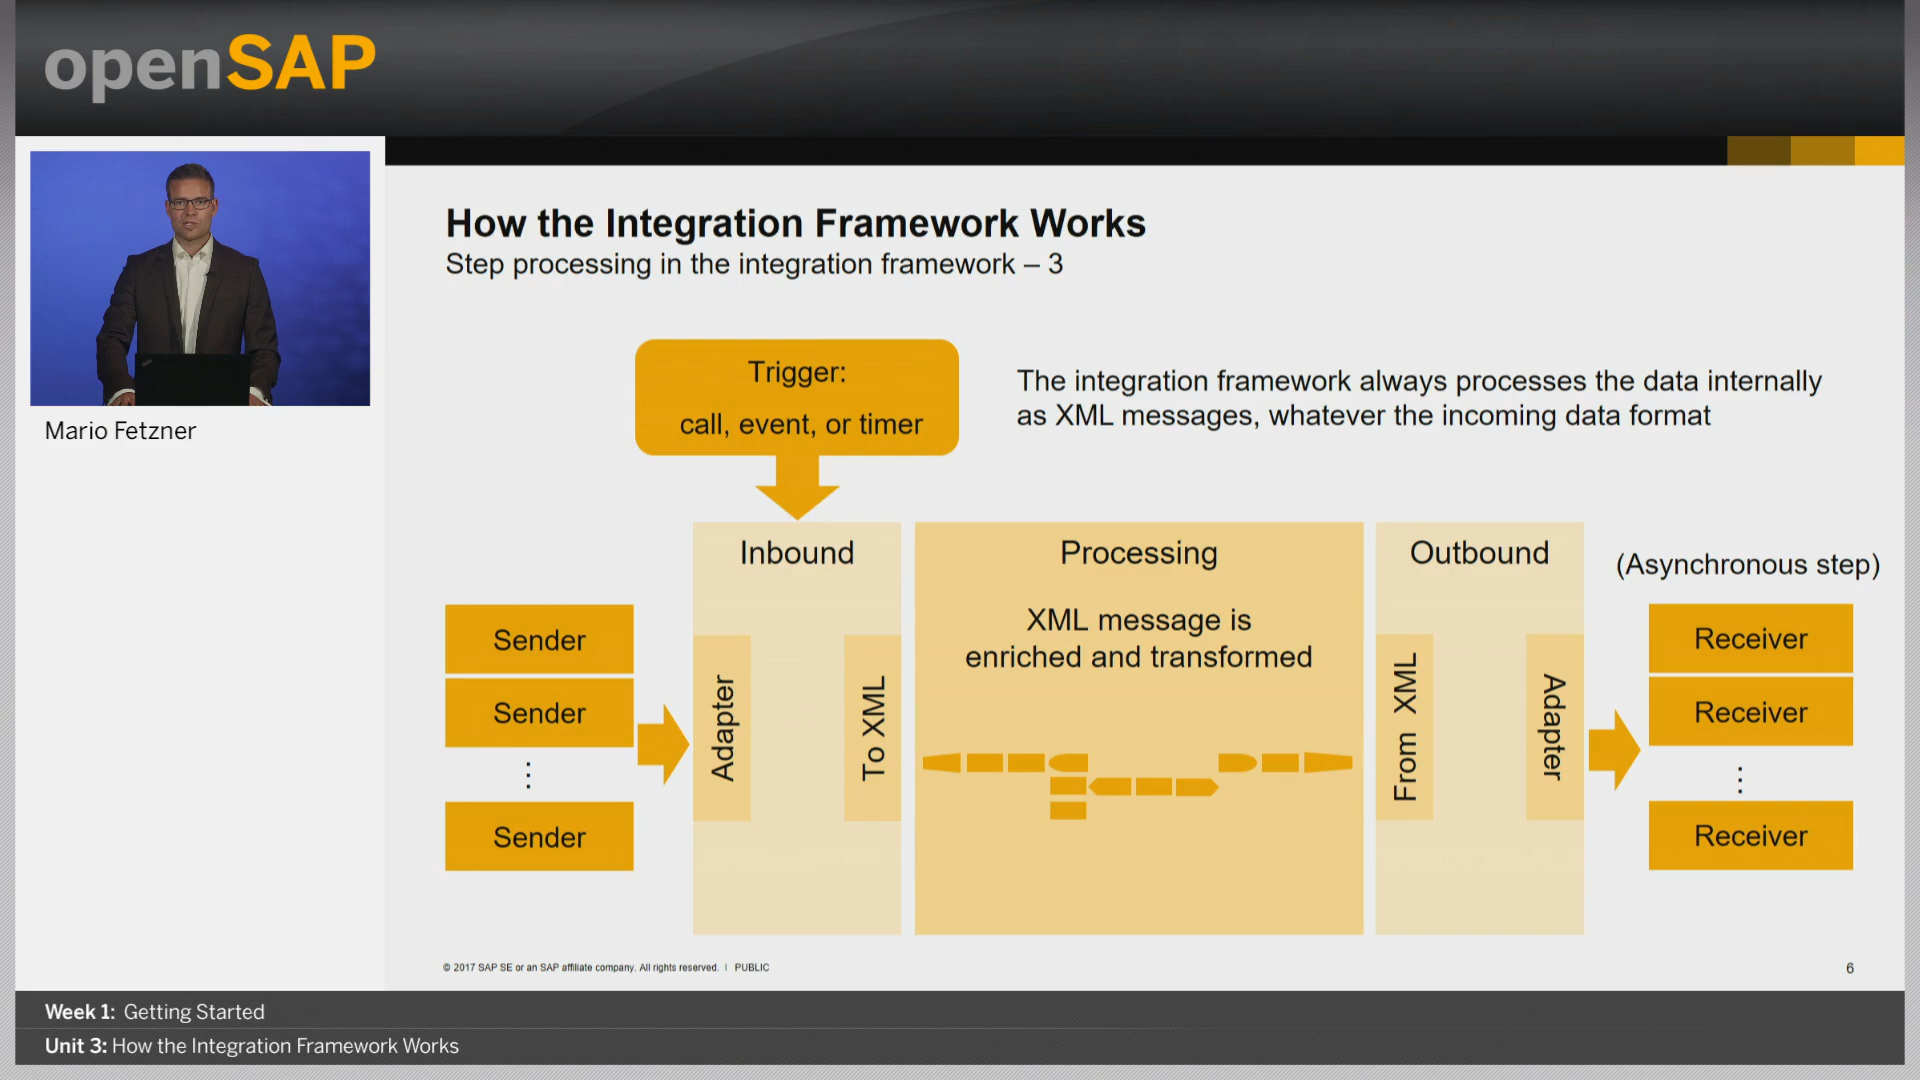 openSAP
Mario Fetzner
How the Integration Framework Works
Step processing in the integration framework – 3
Trigger:
call, event, or timer
The integration framework always processes the data internally
as XML messages, whatever the incoming data format
Inbound
Processing
Outbound
(Asynchronous step)
XML message is
enriched and transformed
Sender
Sender
⋮
Sender
Adapter
To XML
From XML
Adapter
Receiver
Receiver
⋮
Receiver
© 2017 SAP SE or an SAP affiliate company. All rights reserved. | PUBLIC
6
Week 1: Getting Started
Unit 3: How the Integration Framework Works